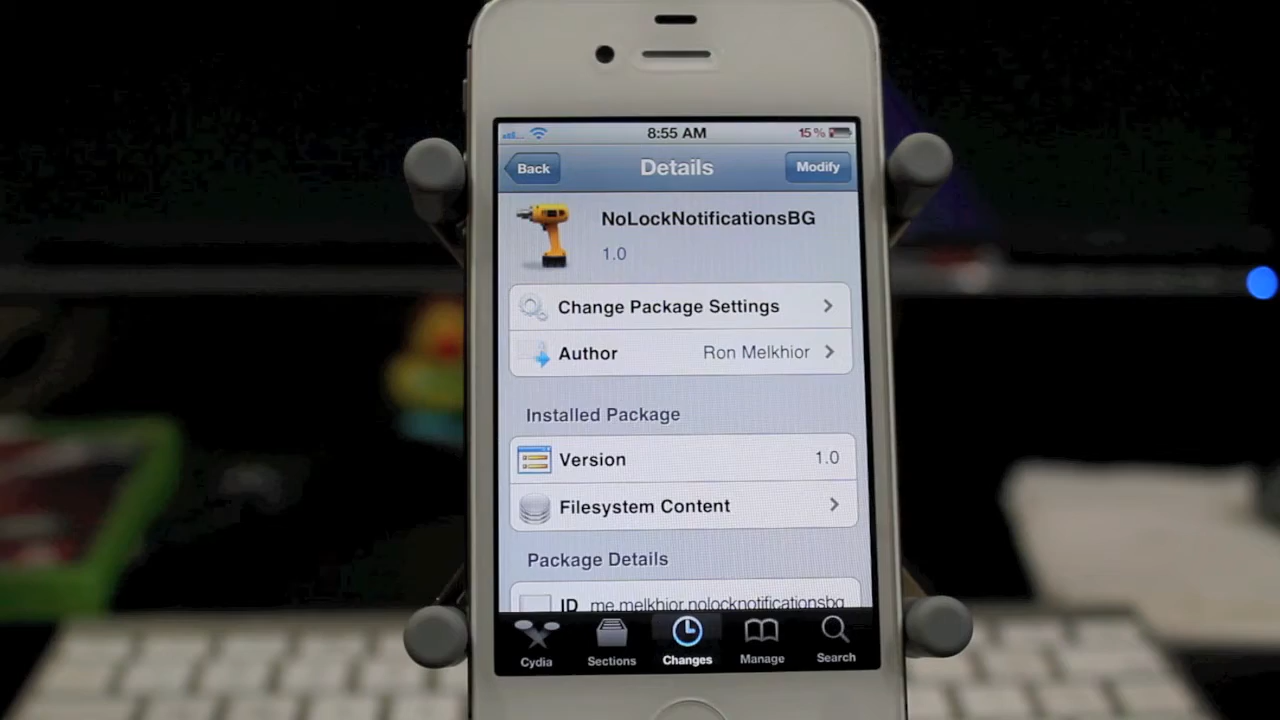 8:55 AM
15%
Back
Details
Modify
NoLockNotificationsBG
1.0
Change Package Settings
Author Ron Melkhior
Installed Package
Version 1.0
Filesystem Content
Package Details
ID me.melkhior.nolocknotificationsbg
Cydia
Sections
Changes
Manage
Search